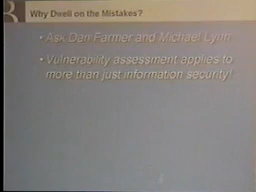 Why Dwell on the Mistakes?
• Ask Dan Farmer and Michael Lynn
• Vulnerability assessment applies to
more than just information security!